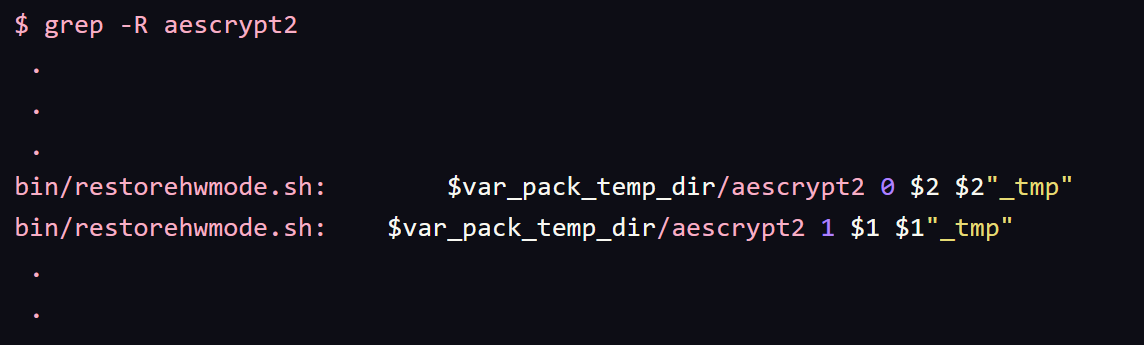 $ grep -R aescrypt2
.
.
.
bin/restorehwmode.sh:        $var_pack_temp_dir/aescrypt2 0 $2 $2"_tmp"
bin/restorehwmode.sh:    $var_pack_temp_dir/aescrypt2 1 $1 $1"_tmp"
.
.